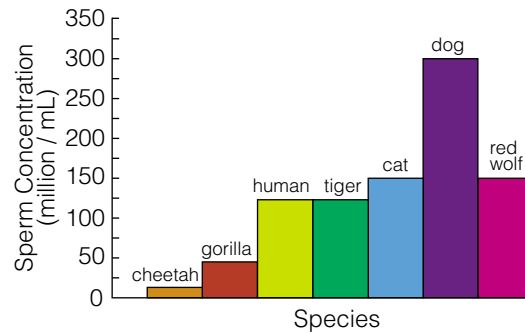 Sperm Concentration
(million / mL)
350
300
250
200
150
100
50
0
cheetah
gorilla
human
tiger
cat
dog
red
wolf
Species